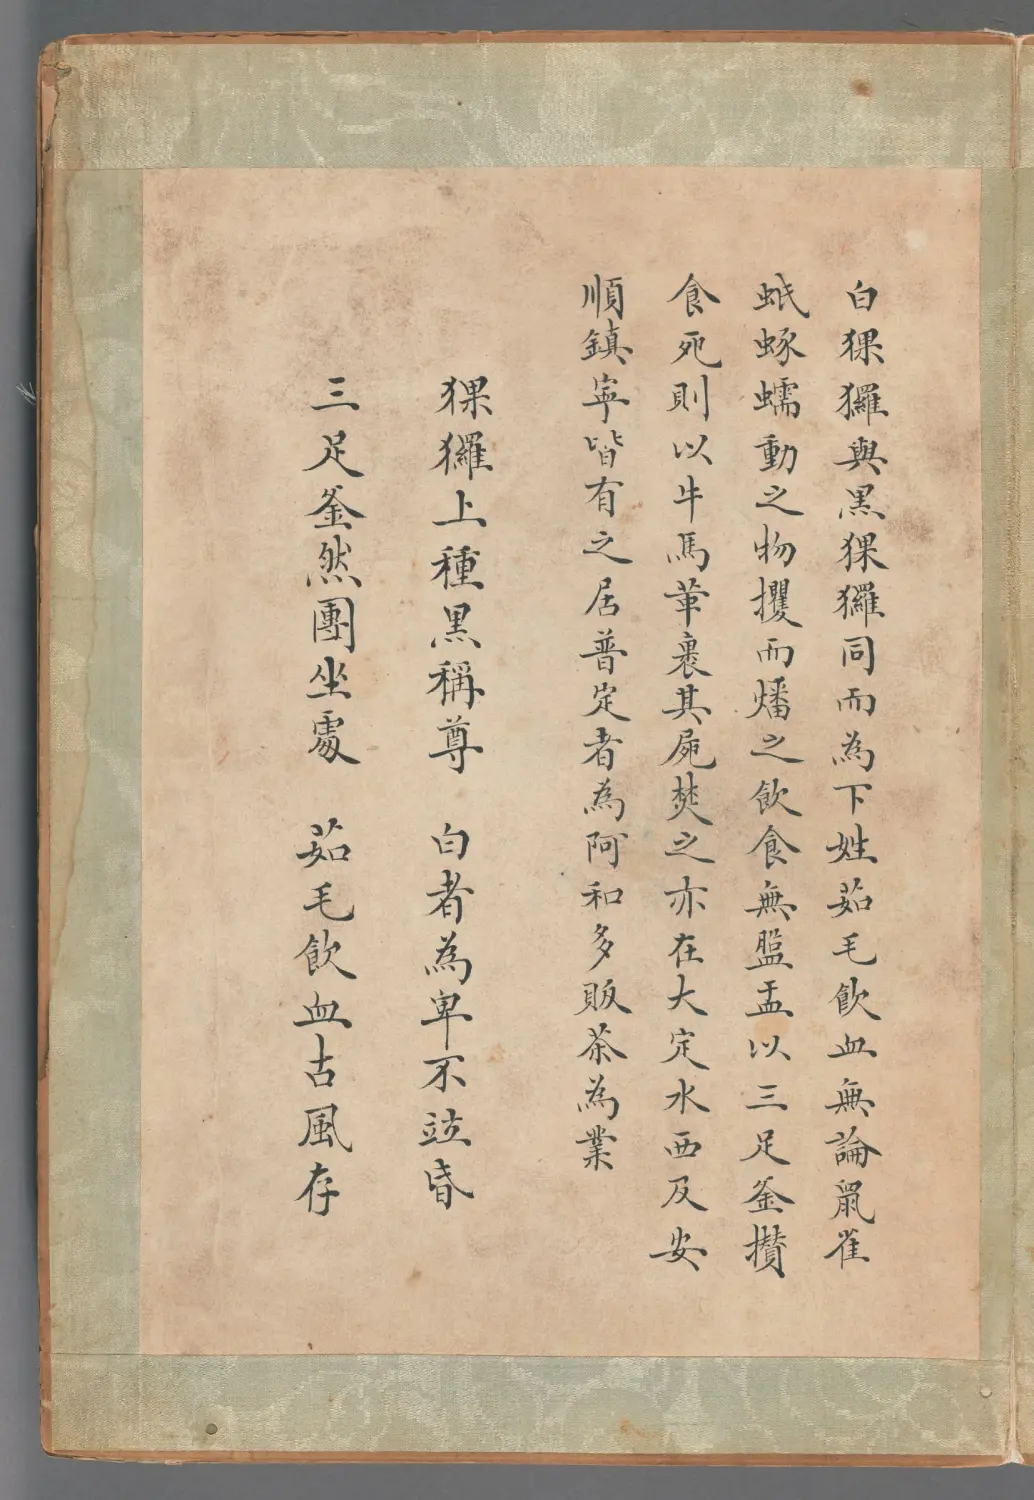 白猓玀與黑猓玀同而為下姓茹毛飲血無論鼠雀
蚳蝝蠕動之物攫而燔之飲食無盤盂以三足釜攢
食死則以牛馬革裹其屍焚之亦在大定水西及安
順鎮寧皆有之居普定者為阿和多販茶為業
猓玀上種黑稱尊　白者為卑不竝昏
三足釜然團坐處　茹毛飲血古風存